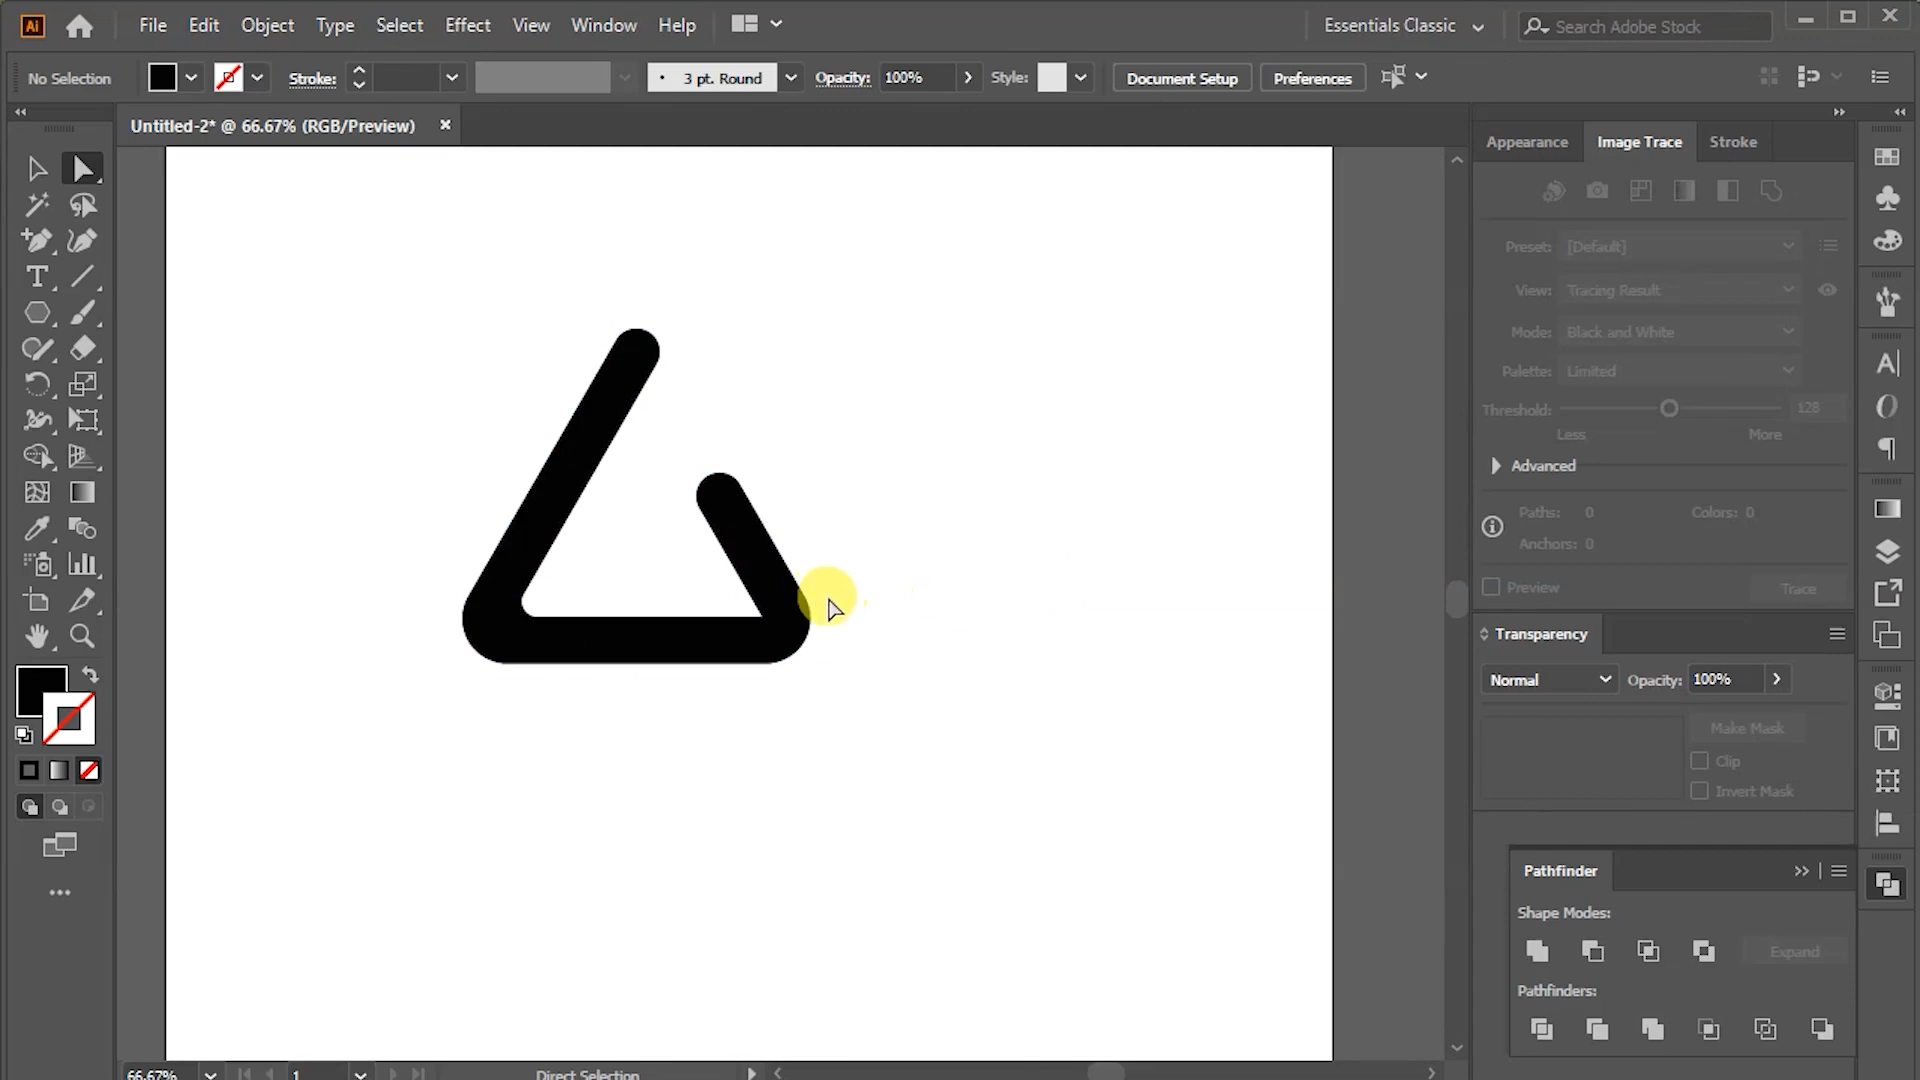 Ai File Edit Object Type Select Effect View Window Help Essentials Classic Search Adobe Stock
No Selection Stroke: 3 pt. Round Opacity: 100% Style: Document Setup Preferences
Untitled-2* @ 66.67% (RGB/Preview)
Appearance Image Trace Stroke
Preset: [Default]
View: Tracing Result
Mode: Black and White
Palette: Limited
Threshold: 128
Less More
Advanced
Paths: 0 Colors: 0
Anchors: 0
Preview Trace
Transparency
Normal Opacity: 100%
Make Mask
Clip
Invert Mask
Pathfinder
Shape Modes:
Expand
Pathfinders:
66.67% 1 Direct Selection